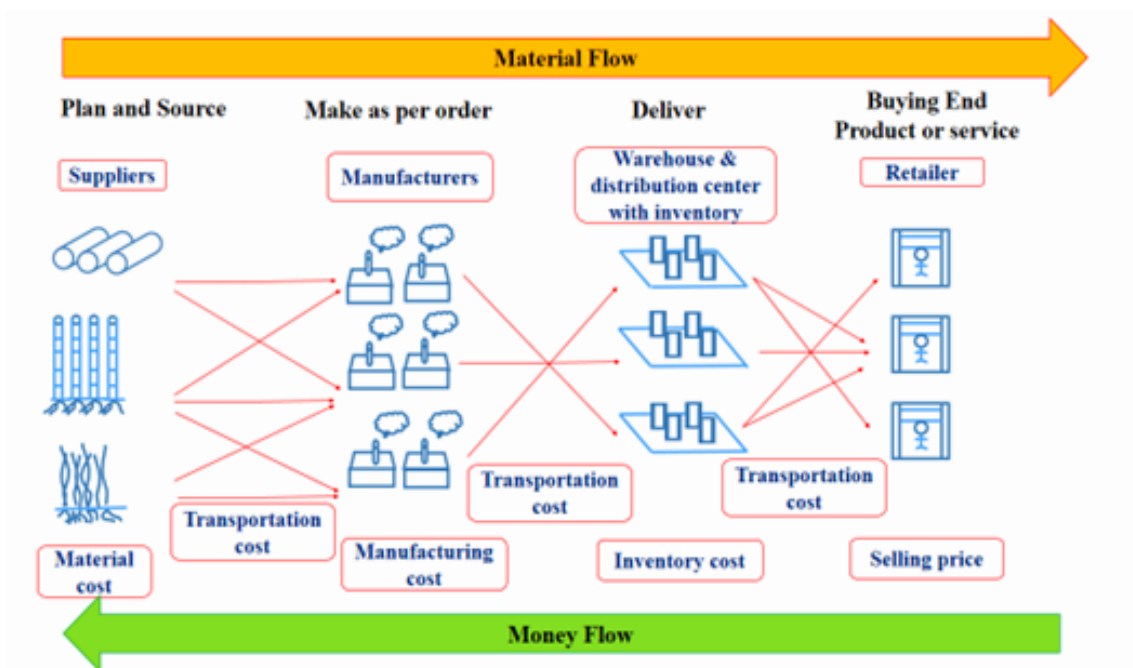 Material Flow
Plan and Source
Make as per order
Deliver
Buying End
Product or service
Suppliers
Manufacturers
Warehouse &
distribution center
with inventory
Retailer
Transportation
cost
Transportation
cost
Transportation
cost
Material
cost
Manufacturing
cost
Inventory cost
Selling price
Money Flow